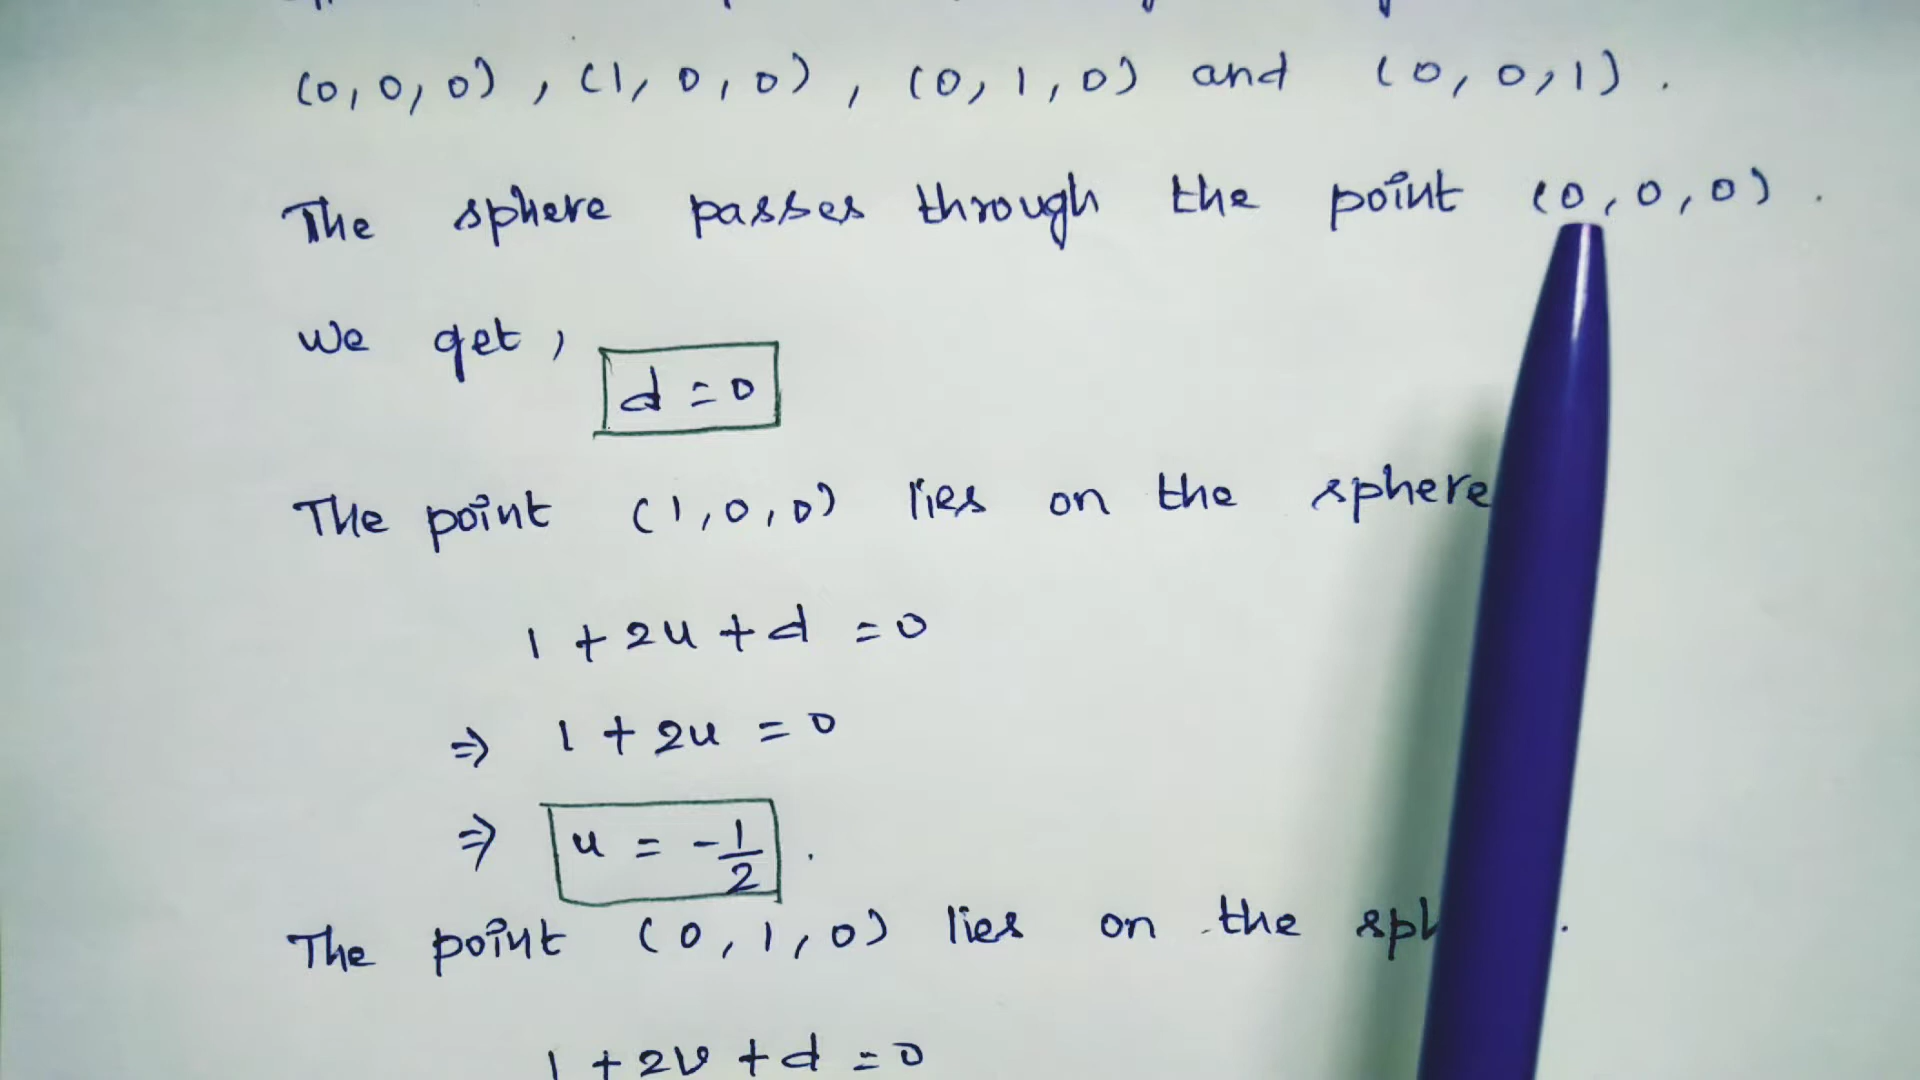 (0,0,0), (1,0,0), (0,1,0) and (0,0,1).
The sphere passes through the point (0,0,0).
We get,
d=0
The point (1,0,0) lies on the sphere
1+2u+d=0
⇒ 1+2u=0
⇒ u = -1/2.
The point (0,1,0) lies on the sph .
1+2v+d=0